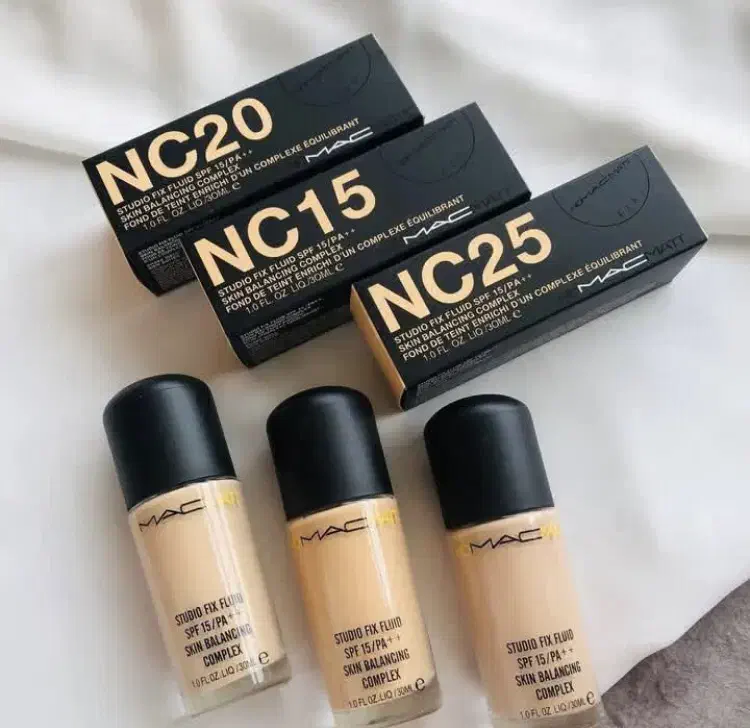 NC20
STUDIO FIX FLUID SPF 15/PA++
SKIN BALANCING COMPLEX
FOND DE TEINT ENRICHI D'UN COMPLEXE ÉQUILIBRANT
1.0 FL. OZ. LIQ/30ML e
MAC
NC15
STUDIO FIX FLUID SPF 15/PA++
SKIN BALANCING COMPLEX
FOND DE TEINT ENRICHI D'UN COMPLEXE ÉQUILIBRANT
1.0 FL. OZ. LIQ/30ML e
MACMATT
NC25
STUDIO FIX FLUID SPF 15/PA++
SKIN BALANCING COMPLEX
FOND DE TEINT ENRICHI D'UN COMPLEXE ÉQUILIBRANT
1.0 FL. OZ. LIQ/30ML e
MACMATT
MACMATT
STUDIO FIX FLUID
SPF 15/PA++
SKIN BALANCING
COMPLEX
1.0 FL.OZ.LIQ/30ML e
MACMATT
STUDIO FIX FLUID
SPF 15/PA++
SKIN BALANCING
COMPLEX
1.0 FL.OZ.LIQ/30ML e
MAC
STUDIO FIX FLUID
SPF 15/PA++
SKIN BALANCING
COMPLEX
1.0 FL.OZ.LIQ/30ML e